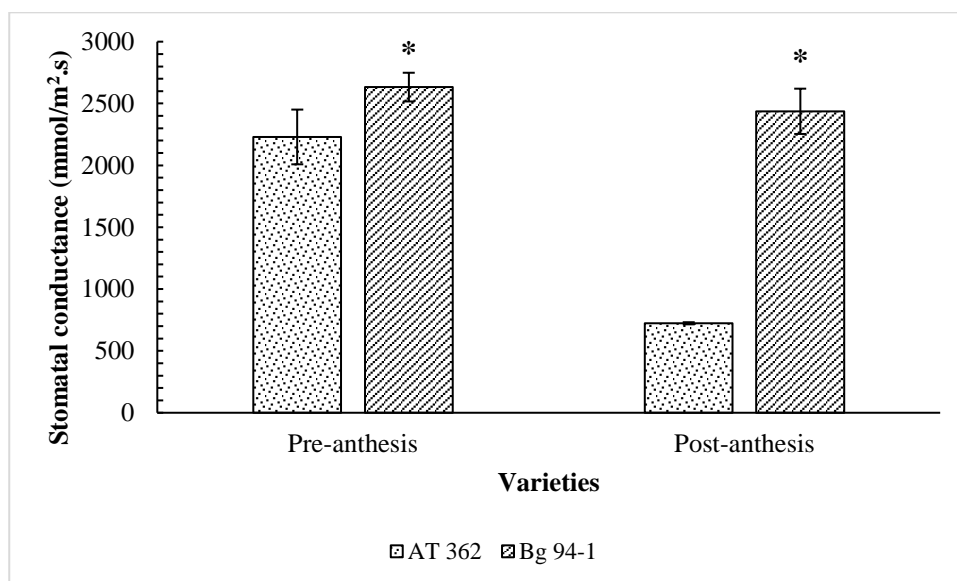 Stomatal conductance (mmol/m².s)
3000
2500
2000
1500
1000
500
0
*
*
Pre-anthesis Post-anthesis
Varieties
AT 362 Bg 94-1